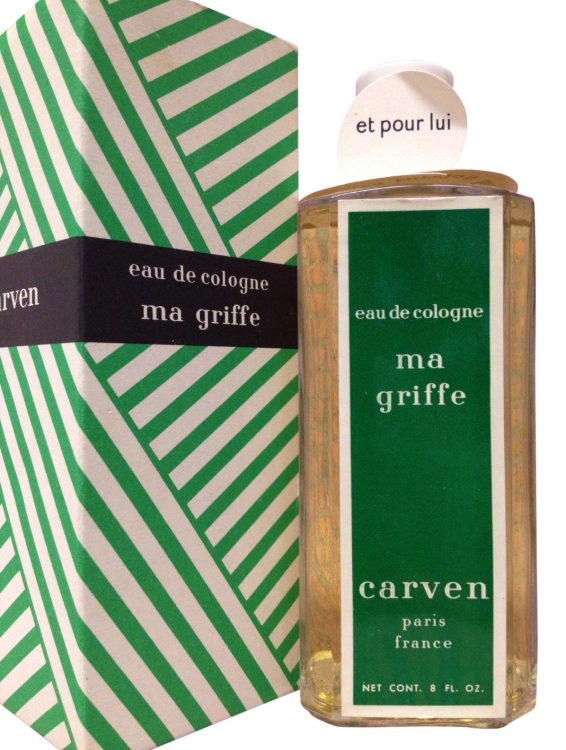 arven
eau de cologne
ma griffe
et pour lui
eau de cologne
ma
griffe
carven
paris
france
NET CONT. 8 FL. OZ.